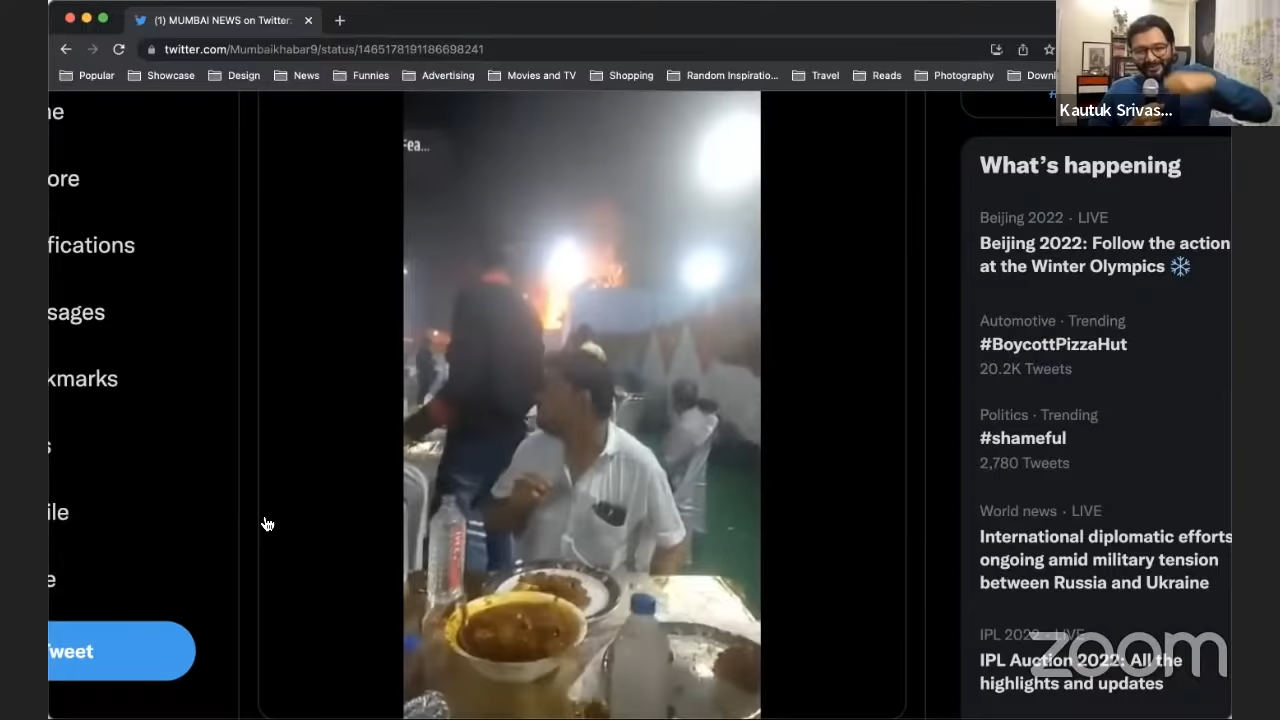 (1) MUMBAI NEWS on Twitter:
twitter.com/Mumbaikhabar9/status/1465178191186698241
Popular
Showcase
Design
News
Funnies
Advertising
Movies and TV
Shopping
Random Inspiratio...
Travel
Reads
Photography
Downl
Kautuk Srivas...
ne
ore
fications
sages
kmarks
s
ile
e
Tweet
Fea...
What's happening
Beijing 2022 · LIVE
Beijing 2022: Follow the action
at the Winter Olympics
Automotive · Trending
#BoycottPizzaHut
20.2K Tweets
Politics · Trending
#shameful
2,780 Tweets
World news · LIVE
International diplomatic efforts
ongoing amid military tension
between Russia and Ukraine
IPL 2022 · LIVE
IPL Auction 2022: All the
highlights and updates
zoom